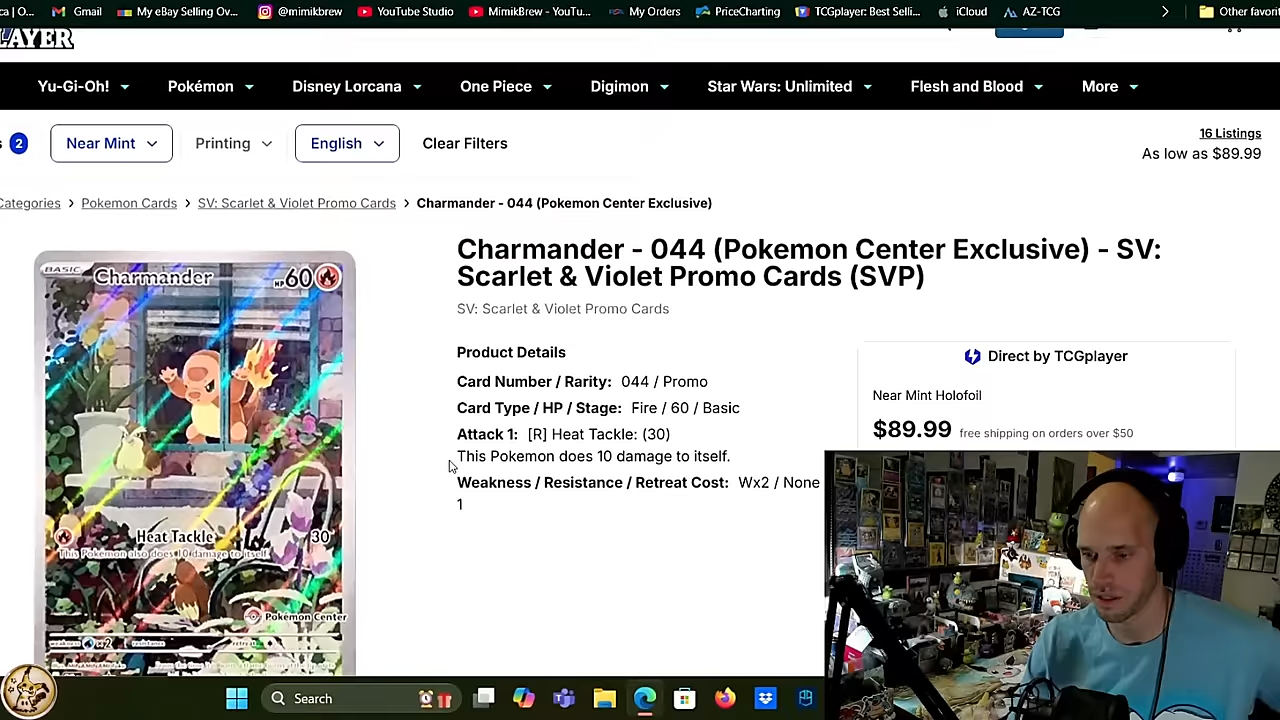 My eBay Selling Ov...
Gmail
@mimikbrew
YouTube Studio
MimikBrew - YouTu...
My Orders
PriceCharting
TCGplayer: Best Selli...
iCloud
AZ-TCG
Other favorit
LAYER
Yu-Gi-Oh!
Pokémon
Disney Lorcana
One Piece
Digimon
Star Wars: Unlimited
Flesh and Blood
More
2
Near Mint
Printing
English
Clear Filters
16 Listings
As low as $89.99
Categories > Pokemon Cards > SV: Scarlet & Violet Promo Cards > Charmander - 044 (Pokemon Center Exclusive)
Charmander - 044 (Pokemon Center Exclusive) - SV:
Scarlet & Violet Promo Cards (SVP)
SV: Scarlet & Violet Promo Cards
Product Details
Card Number / Rarity: 044 / Promo
Card Type / HP / Stage: Fire / 60 / Basic
Attack 1: [R] Heat Tackle: (30)
This Pokemon does 10 damage to itself.
Weakness / Resistance / Retreat Cost: Wx2 / None
1
Direct by TCGplayer
Near Mint Holofoil
$89.99 free shipping on orders over $50
BASIC Charmander HP 60
Heat Tackle 30
This Pokémon also does 10 damage to itself.
Pokémon Center
weakness x2 resistance retreat
Search